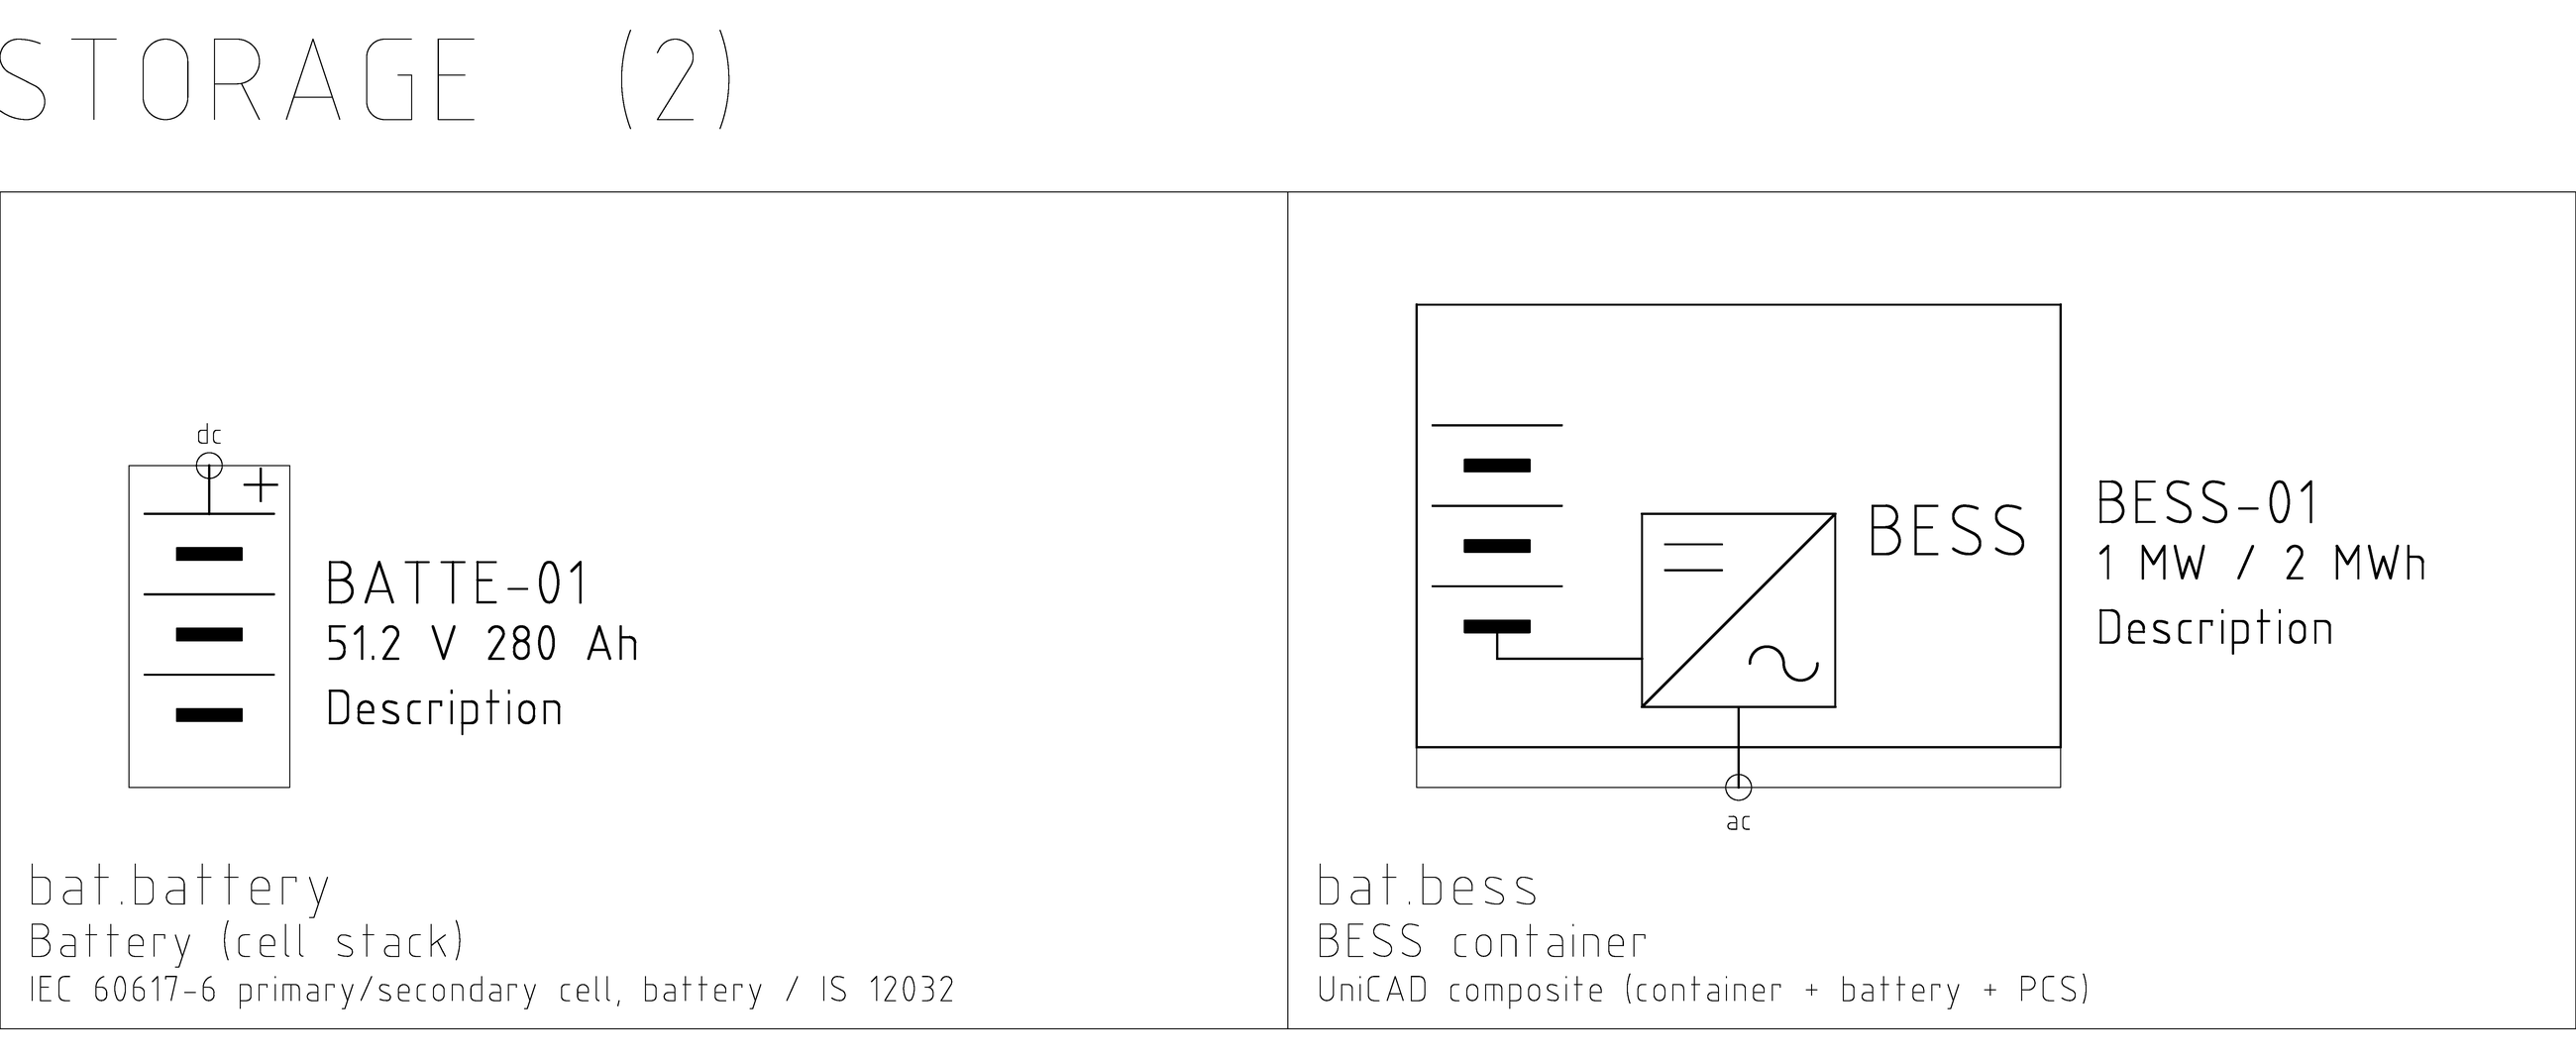 STORAGE (2)
dc
+
BATTE-01
51.2 V 280 Ah
Description
bat.battery
Battery (cell stack)
IEC 60617-6 primary/secondary cell, battery / IS 12032
BESS
BESS-01
1 MW / 2 MWh
Description
ac
bat.bess
BESS container
UniCAD composite (container + battery + PCS)